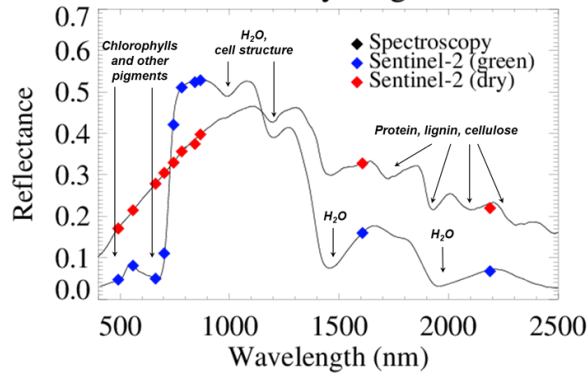 0.7
0.6
0.5
0.4
0.3
0.2
0.1
0.0
Reflectance
Chlorophylls
and other
pigments
H2O,
cell structure
Spectroscopy
Sentinel-2 (green)
Sentinel-2 (dry)
Protein, lignin, cellulose
H2O
H2O
500 1000 1500 2000 2500
Wavelength (nm)